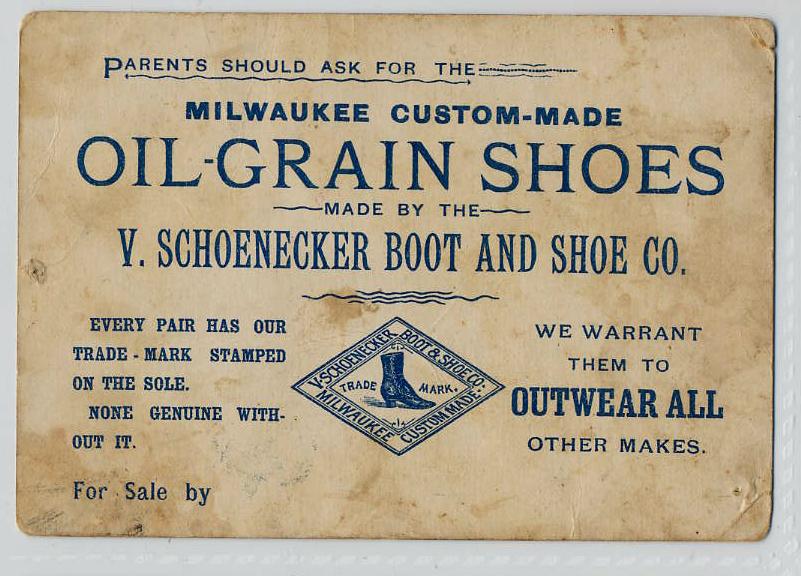 PARENTS SHOULD ASK FOR THE
MILWAUKEE CUSTOM-MADE
OIL-GRAIN SHOES
MADE BY THE
V. SCHOENECKER BOOT AND SHOE CO.
EVERY PAIR HAS OUR
TRADE-MARK STAMPED
ON THE SOLE.
NONE GENUINE WITH-
OUT IT.
V. SCHOENECKER BOOT & SHOE CO.
TRADE MARK.
MILWAUKEE CUSTOM MADE.
WE WARRANT
THEM TO
OUTWEAR ALL
OTHER MAKES.
For Sale by